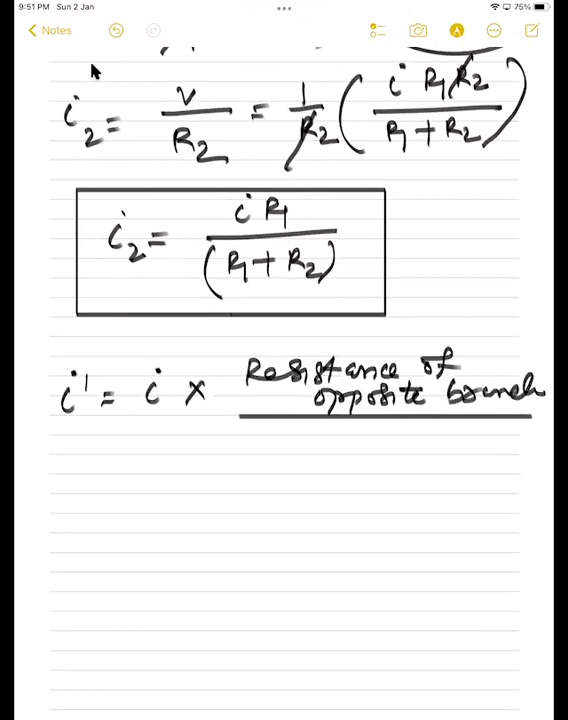 9:51 PM Sun 2 Jan 75%
Notes
i2 = V/R2 = 1/R2 ( i R1 R2 / R1 + R2 )
i2 = i R1 / (R1 + R2)
i' = i × Resistance of
opposite branch